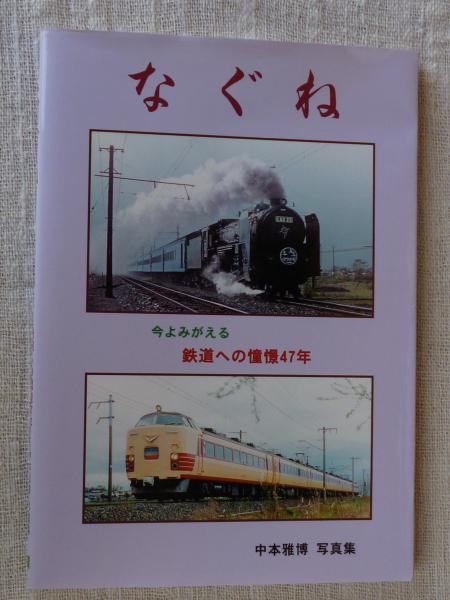 なぐね
今よみがえる
鉄道への憧憬47年
中本雅博 写真集